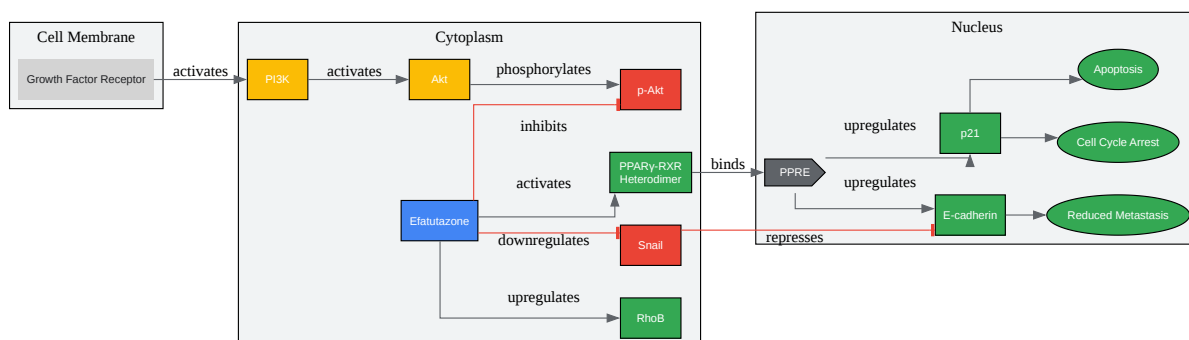 Cell Membrane
Growth Factor Receptor
activates
Cytoplasm
PI3K
activates
Akt
phosphorylates
p-Akt
inhibits
PPARγ-RXR
Heterodimer
activates
Efatutazone
downregulates
Snail
upregulates
RhoB
binds
represses
Nucleus
PPRE
upregulates
p21
Apoptosis
Cell Cycle Arrest
upregulates
E-cadherin
Reduced Metastasis